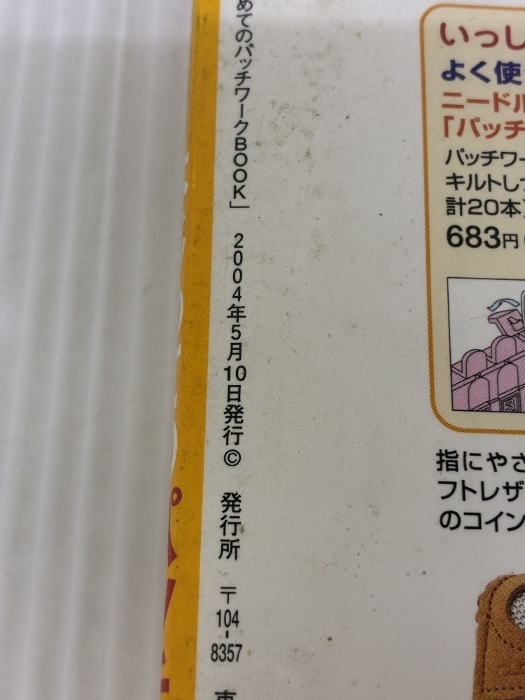 めてのパッチワークBOOK」 2004年5月10日発行© 発行所 〒104-8357
いっし
よく使
ニードル
「パッチ
パッチワー
キルトし
計20本
683円
指にやさ
フトレザ
のコイン